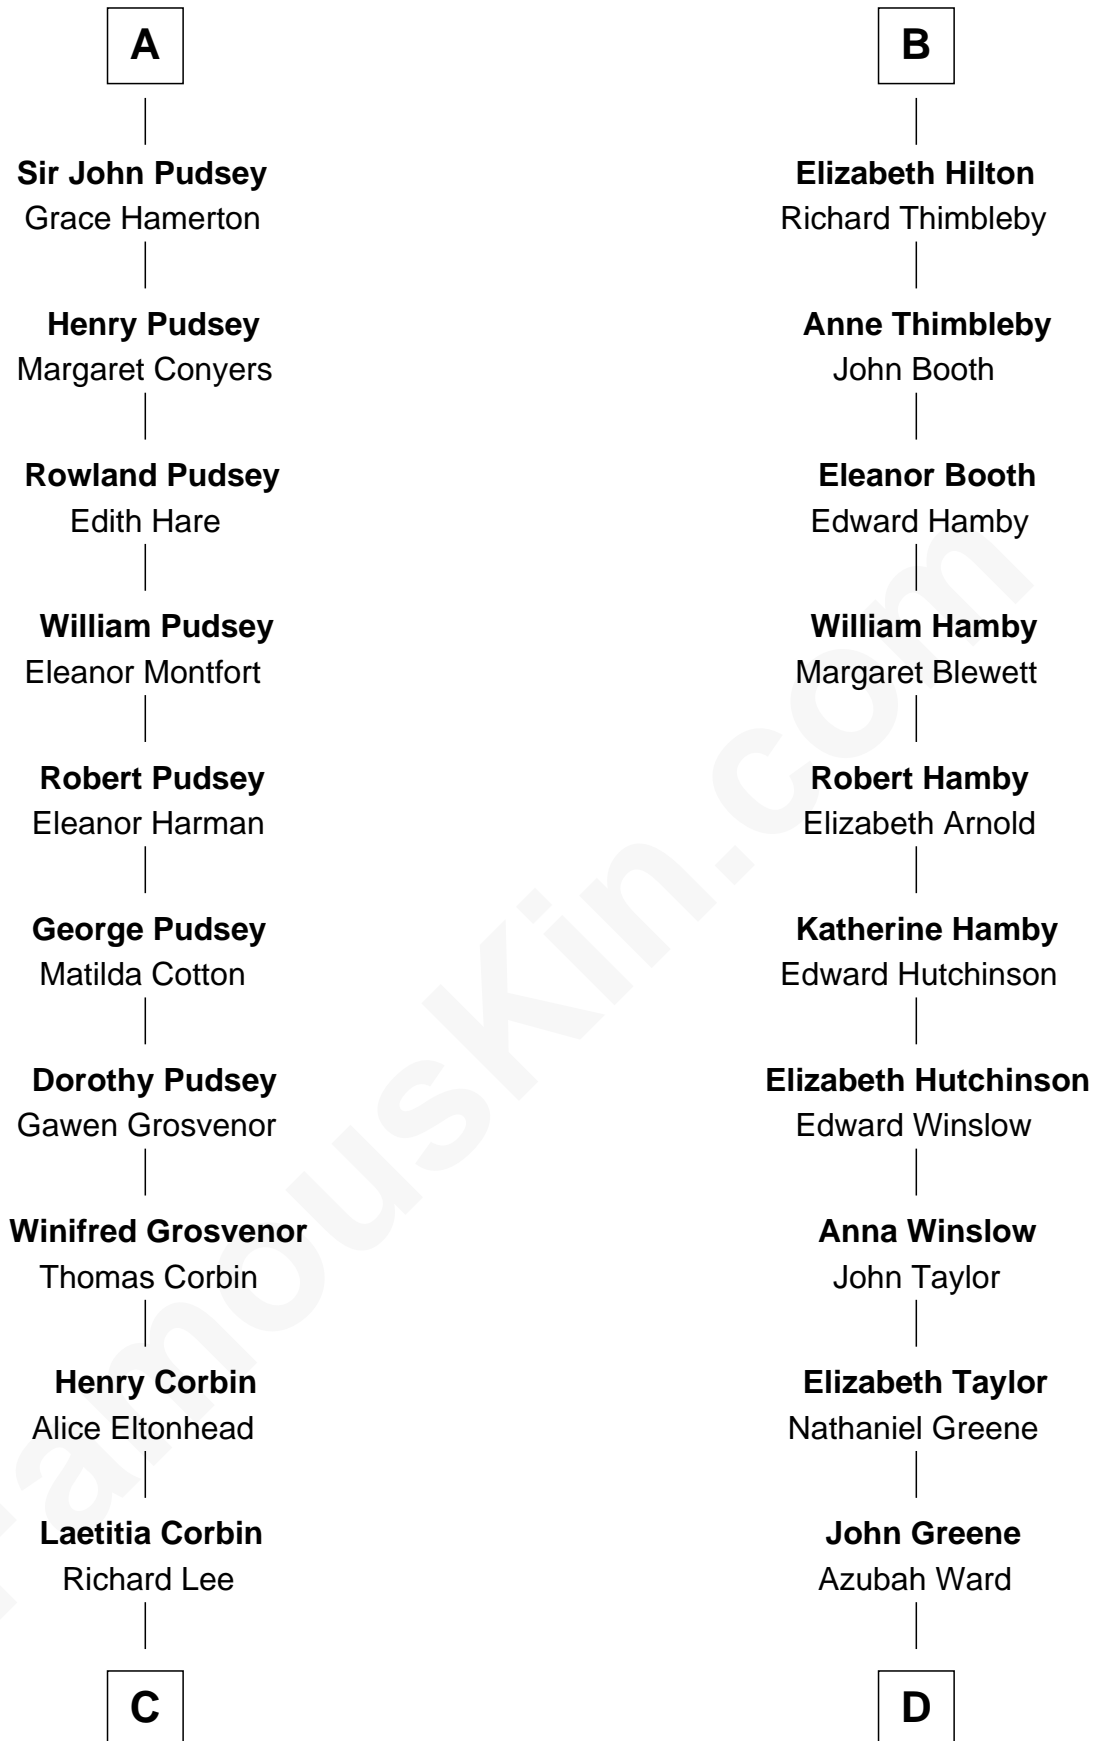 A
Sir John Pudsey
Grace Hamerton
Henry Pudsey
Margaret Conyers
Rowland Pudsey
Edith Hare
William Pudsey
Eleanor Montfort
Robert Pudsey
Eleanor Harman
George Pudsey
Matilda Cotton
Dorothy Pudsey
Gawen Grosvenor
Winifred Grosvenor
Thomas Corbin
Henry Corbin
Alice Eltonhead
Laetitia Corbin
Richard Lee
C
B
Elizabeth Hilton
Richard Thimbleby
Anne Thimbleby
John Booth
Eleanor Booth
Edward Hamby
William Hamby
Margaret Blewett
Robert Hamby
Elizabeth Arnold
Katherine Hamby
Edward Hutchinson
Elizabeth Hutchinson
Edward Winslow
Anna Winslow
John Taylor
Elizabeth Taylor
Nathaniel Greene
John Greene
Azubah Ward
D
FamousKin.com